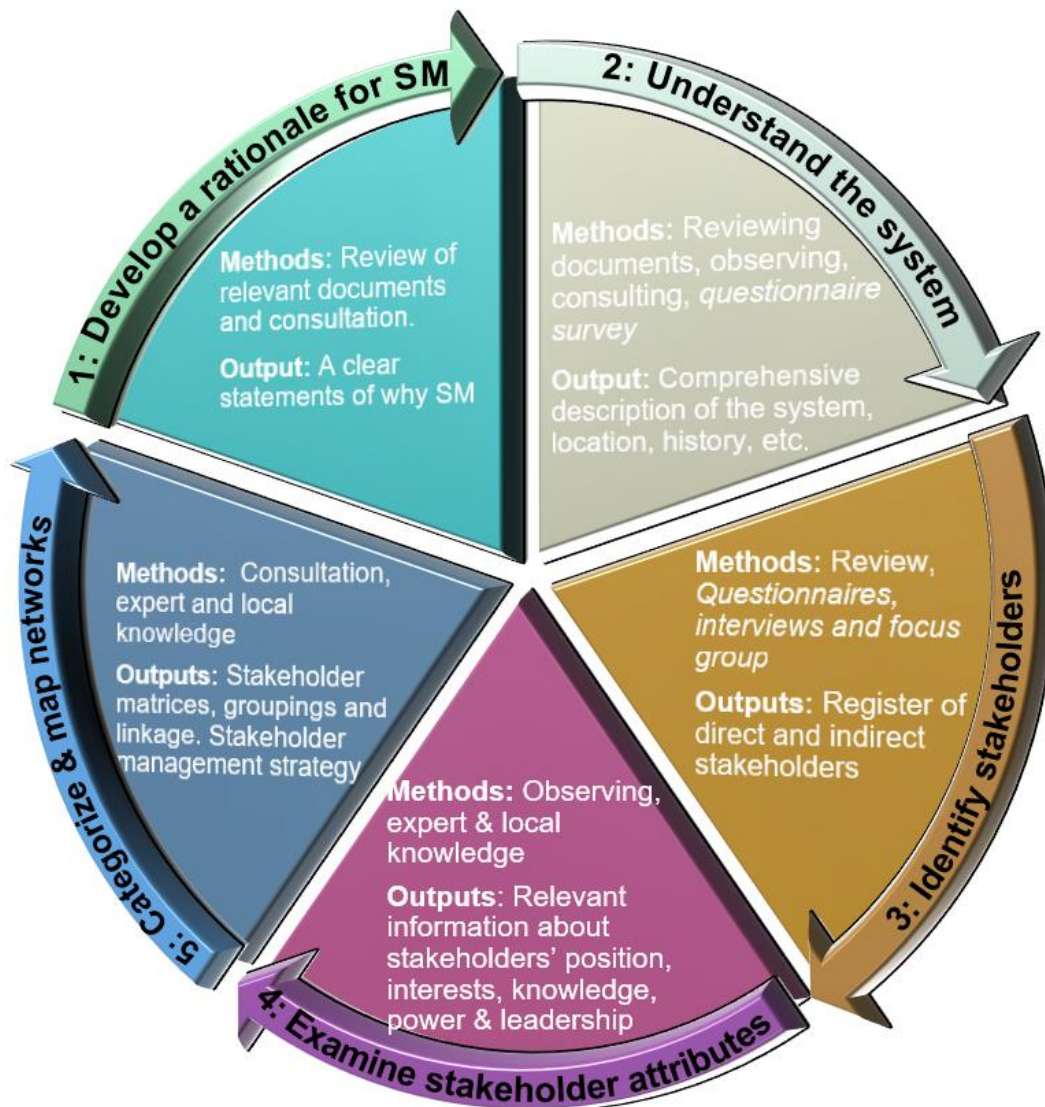 1: Develop a rationale for SM
Methods: Review of
relevant documents
and consultation.
Output: A clear
statements of why SM
2: Understand the system
Methods: Reviewing
documents, observing,
consulting, questionnaire
survey
Output: Comprehensive
description of the system,
location, history, etc.
3: Identify stakeholders
Methods: Review,
Questionnaires,
interviews and focus
group
Outputs: Register of
direct and indirect
stakeholders
4: Examine stakeholder attributes
Methods: Observing,
expert & local
knowledge
Outputs: Relevant
information about
stakeholders’ position,
interests, knowledge,
power & leadership
5: Categorize & map networks
Methods: Consultation,
expert and local
knowledge
Outputs: Stakeholder
matrices, groupings and
linkage. Stakeholder
management strategy